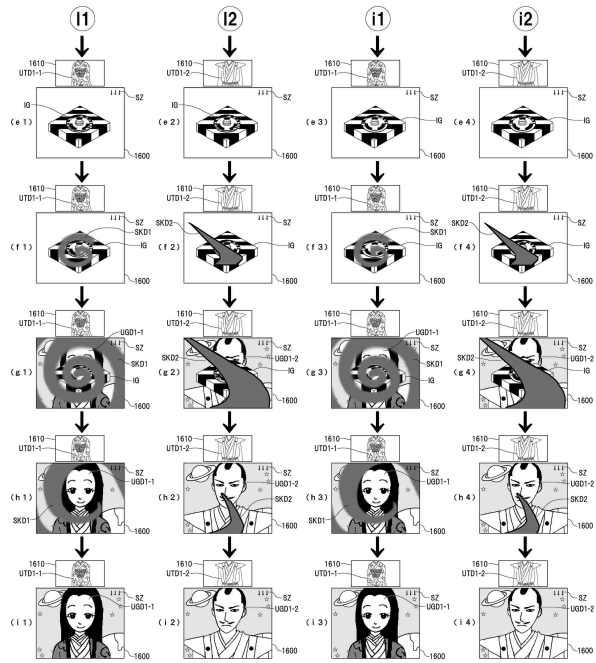 I1 I2 i1 i2
1610 1610 1610 1610
UTD1-1 UTD1-2 UTD1-1 UTD1-2
SZ SZ SZ SZ
IG IG
(e1) (e2) (e3) IG (e4) IG
1600 1600 1600 1600
1610 1610 1610 1610
UTD1-1 UTD1-2 UTD1-1 UTD1-2
SZ SKD2 SZ SZ SKD2 SZ
SKD1 SKD1
(f1) IG (f2) IG (f3) IG (f4) IG
1600 1600 1600 1600
1610 1610 1610 1610
UTD1-1 UTD1-2 UTD1-1 UTD1-2
UGD1-1 UGD1-1
SZ SZ SZ SZ
SKD1 SKD2 UGD1-2 SKD1 SKD2 UGD1-2
(g1) IG (g2) IG (g3) IG (g4) IG
1600 1600 1600 1600
1610 1610 1610 1610
UTD1-1 UTD1-2 UTD1-1 UTD1-2
SZ SZ SZ SZ
UGD1-1 UGD1-2 UGD1-1 UGD1-2
(h1) (h2) SKD2 (h3) (h4) SKD2
SKD1 SKD1
1600 1600 1600 1600
1610 1610 1610 1610
UTD1-1 UTD1-2 UTD1-1 UTD1-2
SZ SZ SZ SZ
UGD1-1 UGD1-2 UGD1-1 UGD1-2
(i1) (i2) (i3) (i4)
1600 1600 1600 1600